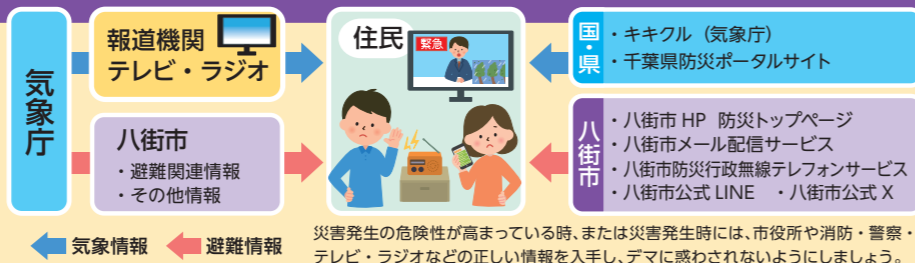 気象庁
報道機関
テレビ・ラジオ
八街市
・避難関連情報
・その他情報
住民
緊急
国・県
・キキクル（気象庁）
・千葉県防災ポータルサイト
八街市
・八街市 HP 防災トップページ
・八街市メール配信サービス
・八街市防災行政無線テレフォンサービス
・八街市公式 LINE ・八街市公式 X
気象情報 避難情報
災害発生の危険性が高まっている時、または災害発生時には、市役所や消防・警察・
テレビ・ラジオなどの正しい情報を入手し、デマに惑わされないようにしましょう。